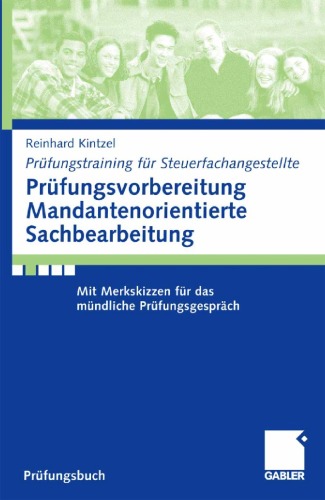 Reinhard Kintzel
Prüfungstraining für Steuerfachangestellte
Prüfungsvorbereitung
Mandantenorientierte
Sachbearbeitung
Mit Merkskizzen für das
mündliche Prüfungsgespräch
Prüfungsbuch
GABLER